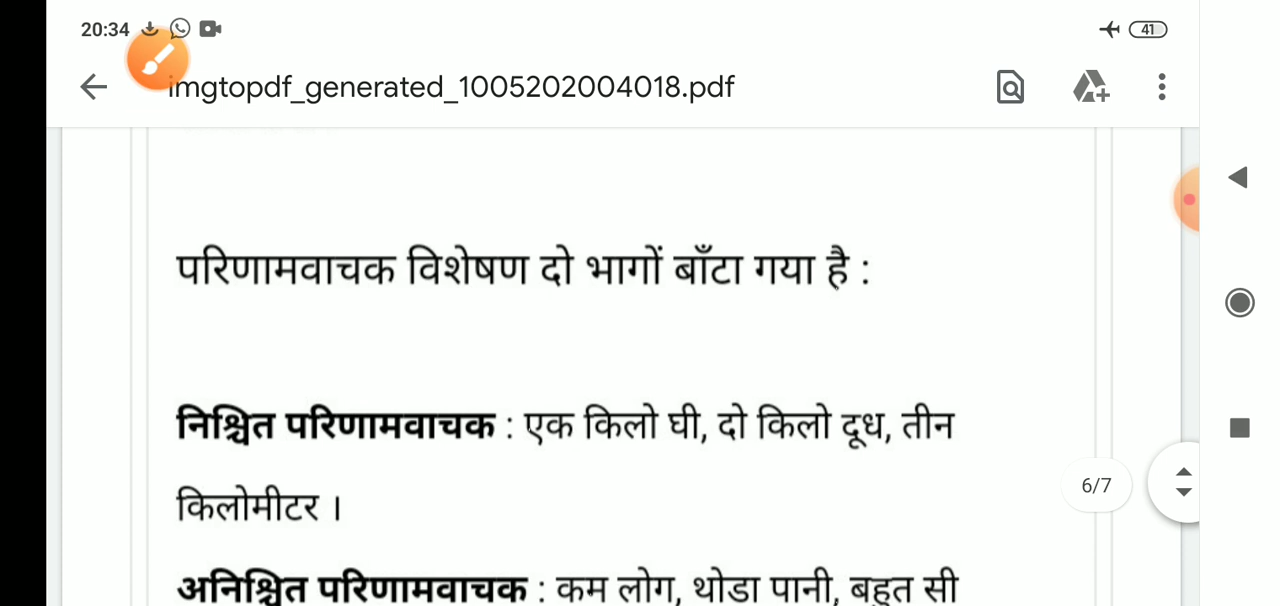 20:34
41
imgtopdf_generated_1005202004018.pdf
परिणामवाचक विशेषण दो भागों बाँटा गया है :
निश्चित परिणामवाचक : एक किलो घी, दो किलो दूध, तीन
किलोमीटर ।
6/7
अनिश्चित परिणामवाचक : कम लोग, थोडा पानी, बहुत सी